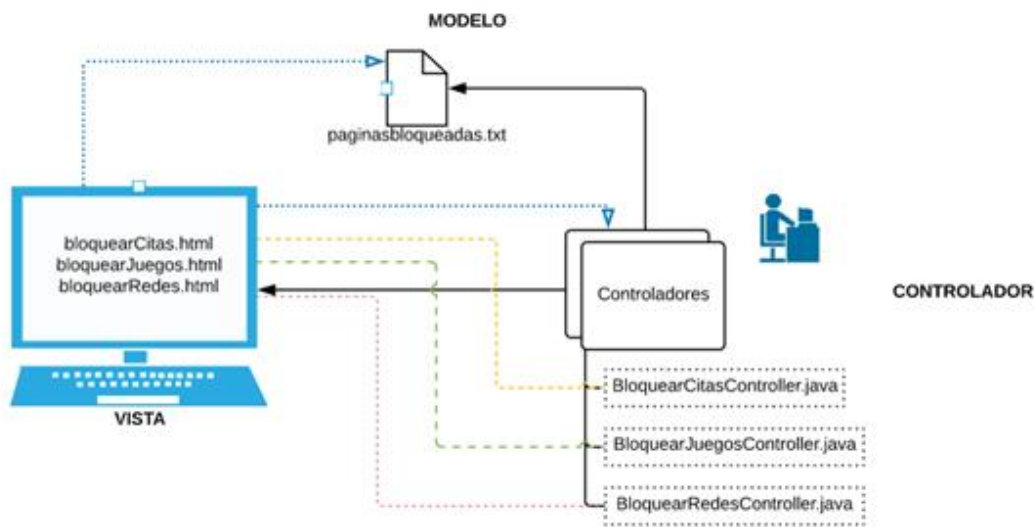 MODELO
paginasbloqueadas.txt
bloquearCitas.html
bloquearJuegos.html
bloquearRedes.html
VISTA
Controladores
CONTROLADOR
BloquearCitasController.java
BloquearJuegosController.java
BloquearRedesController.java